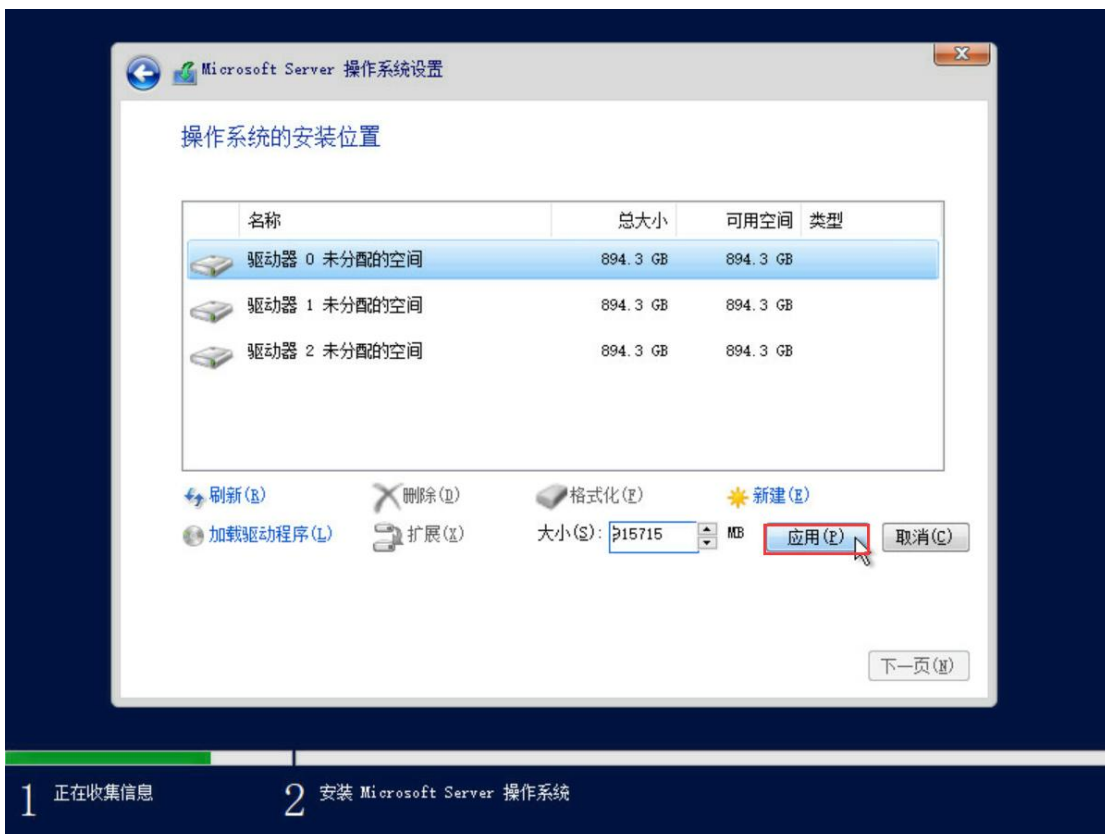 Microsoft Server 操作系统设置
操作系统的安装位置
名称 总大小 可用空间 类型
驱动器 0 未分配的空间 894.3 GB 894.3 GB
驱动器 1 未分配的空间 894.3 GB 894.3 GB
驱动器 2 未分配的空间 894.3 GB 894.3 GB
刷新(R) 删除(D) 格式化(F) 新建(E)
加载驱动程序(L) 扩展(X) 大小(S): 915715 MB 应用(P) 取消(C)
下一页(N)
1 正在收集信息 2 安装 Microsoft Server 操作系统